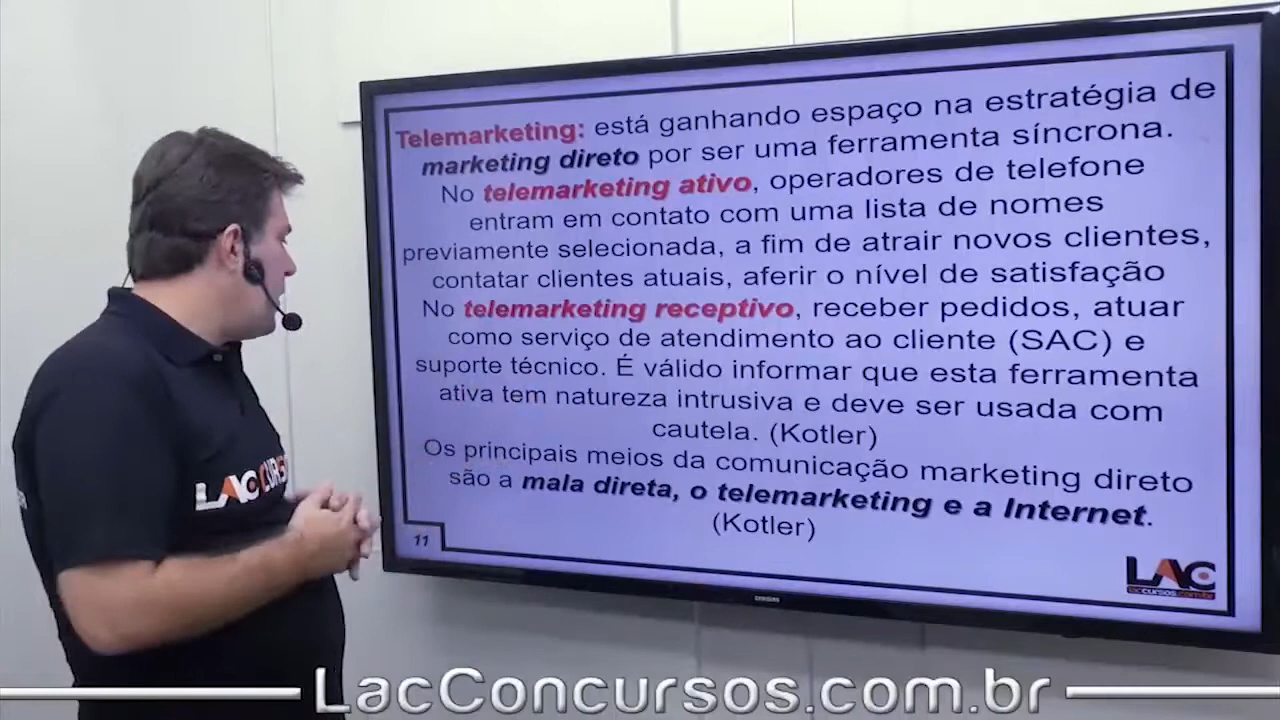 Telemarketing: está ganhando espaço na estratégia de
marketing direto por ser uma ferramenta síncrona.
No telemarketing ativo, operadores de telefone
entram em contato com uma lista de nomes
previamente selecionada, a fim de atrair novos clientes,
contatar clientes atuais, aferir o nível de satisfação
No telemarketing receptivo, receber pedidos, atuar
como serviço de atendimento ao cliente (SAC) e
suporte técnico. É válido informar que esta ferramenta
ativa tem natureza intrusiva e deve ser usada com
cautela. (Kotler)
Os principais meios da comunicação marketing direto
são a mala direta, o telemarketing e a Internet.
(Kotler)
11
LAC
laccursos.com.br
LAC CURS
LacConcursos.com.br